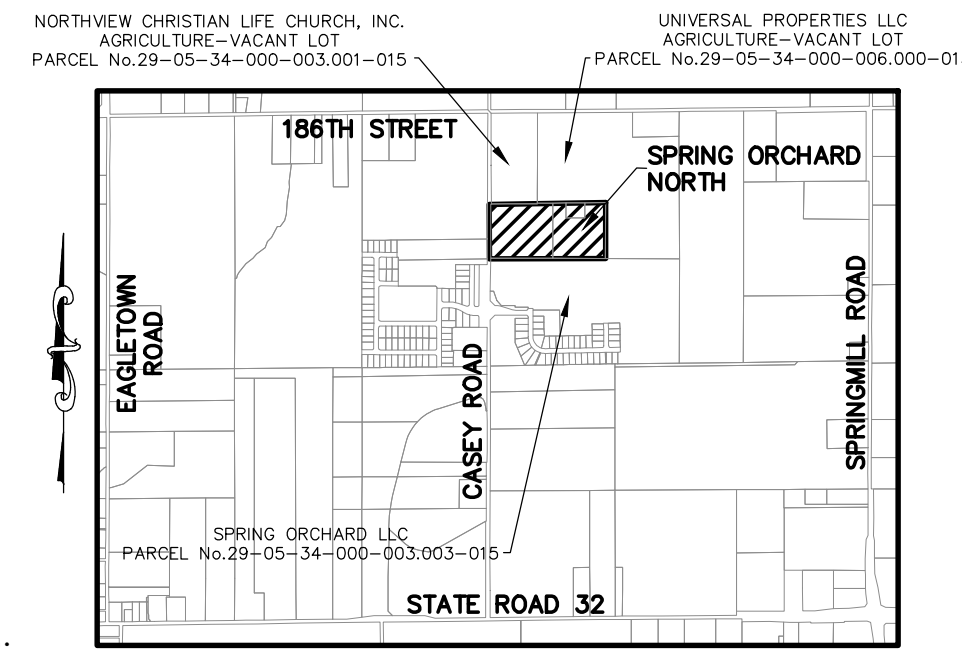 NORTHVIEW CHRISTIAN LIFE CHURCH, INC.
AGRICULTURE-VACANT LOT
PARCEL No.29-05-34-000-003.001-015
UNIVERSAL PROPERTIES LLC
AGRICULTURE-VACANT LOT
PARCEL No.29-05-34-000-006.000-01
186TH STREET
SPRING ORCHARD
NORTH
EAGLETOWN
ROAD
CASEY ROAD
SPRINGMILL ROAD
SPRING ORCHARD LLC
PARCEL No.29-05-34-000-003.003-015
STATE ROAD 32